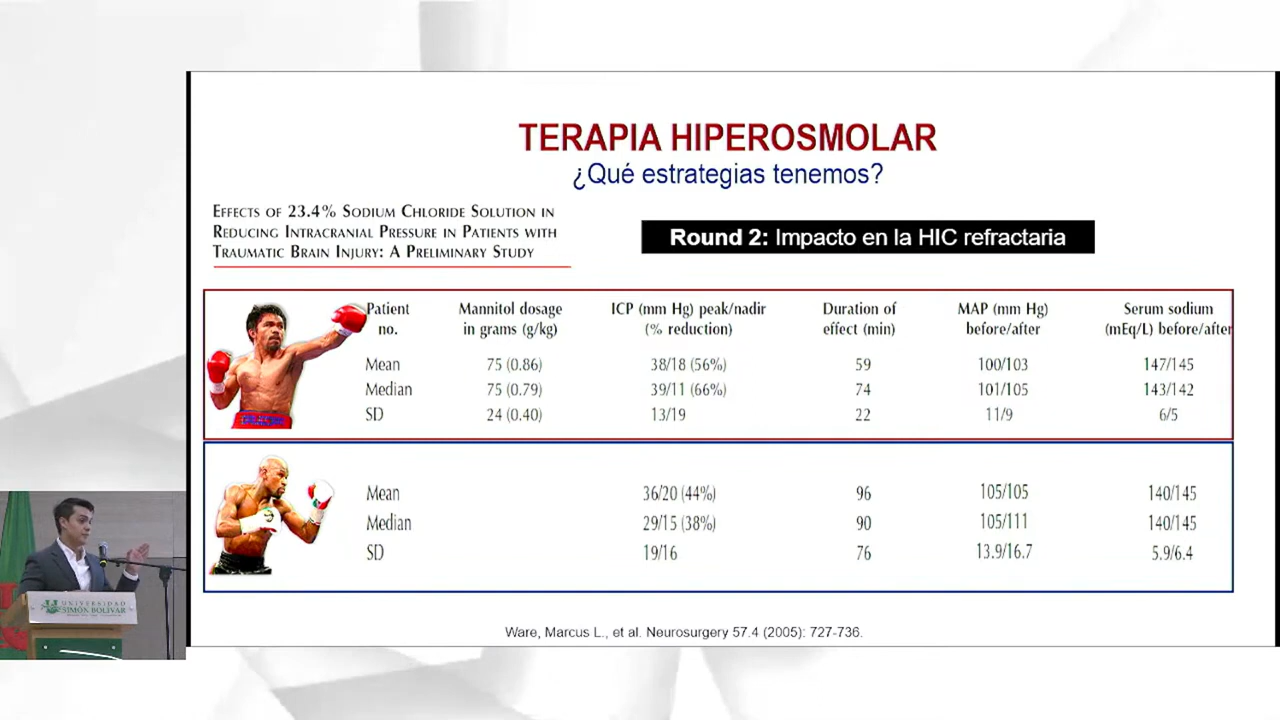 TERAPIA HIPEROSMOLAR
¿Qué estrategias tenemos?
EFFECTS OF 23.4% SODIUM CHLORIDE SOLUTION IN
REDUCING INTRACRANIAL PRESSURE IN PATIENTS WITH
TRAUMATIC BRAIN INJURY: A PRELIMINARY STUDY
Round 2: Impacto en la HIC refractaria
Patient no. Mannitol dosage in grams (g/kg) ICP (mm Hg) peak/nadir (% reduction) Duration of effect (min) MAP (mm Hg) before/after Serum sodium (mEq/L) before/after
Mean 75 (0.86) 38/18 (56%) 59 100/103 147/145
Median 75 (0.79) 39/11 (66%) 74 101/105 143/142
SD 24 (0.40) 13/19 22 11/9 6/5
Mean 36/20 (44%) 96 105/105 140/145
Median 29/15 (38%) 90 105/111 140/145
SD 19/16 76 13.9/16.7 5.9/6.4
UNIVERSIDAD
SIMÓN BOLÍVAR
Ware, Marcus L., et al. Neurosurgery 57.4 (2005): 727-736.